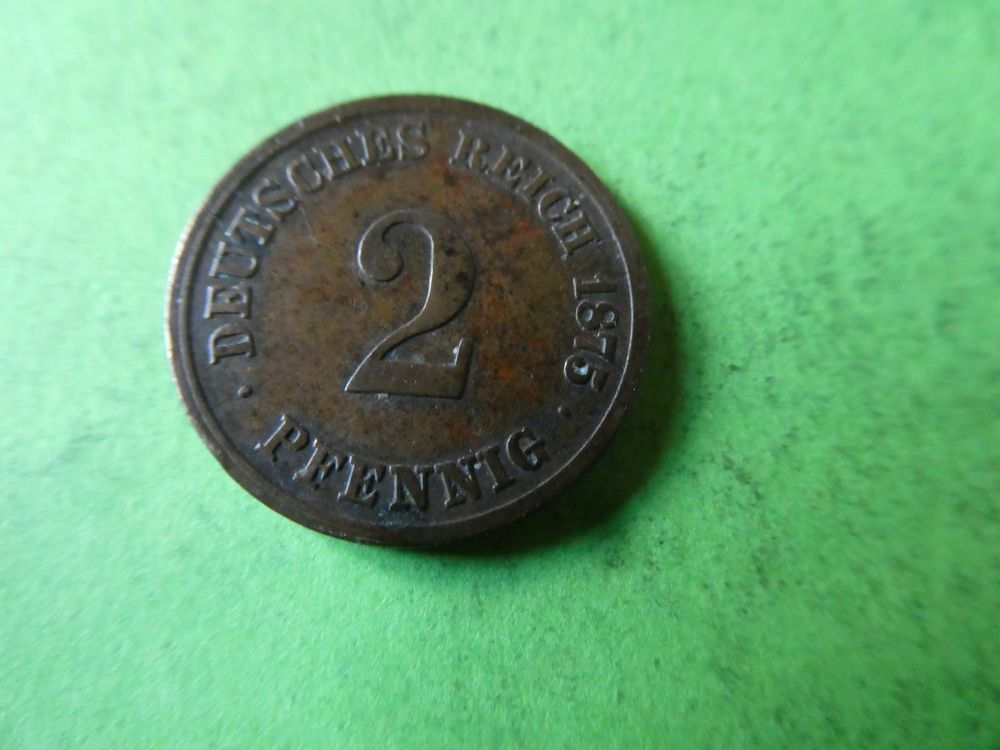 DEUTSCHES REICH 1875
2
PFENNIG